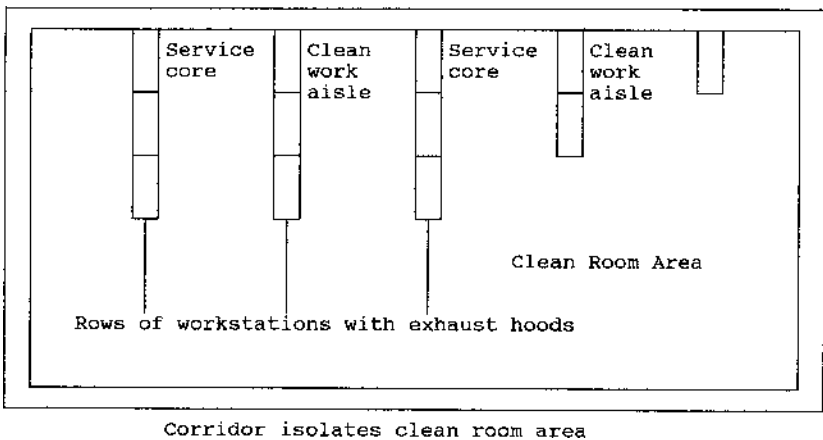 Service
core
Clean
work
aisle
Service
core
Clean
work
aisle
Clean Room Area
Rows of workstations with exhaust hoods
Corridor isolates clean room area